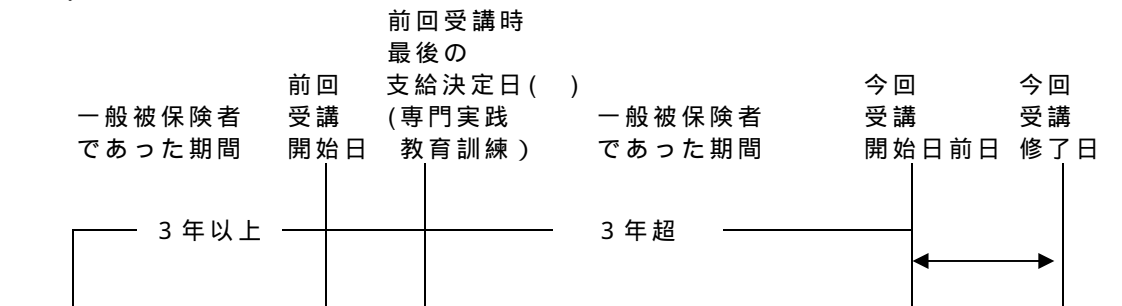 前回受講時
最後の
前回 支給決定日( ) 今回 今回
一般被保険者 受講 (専門実践 一般被保険者 受講 受講
であった期間 開始日 教育訓練) であった期間 開始日前日 修了日
3年以上 3年超